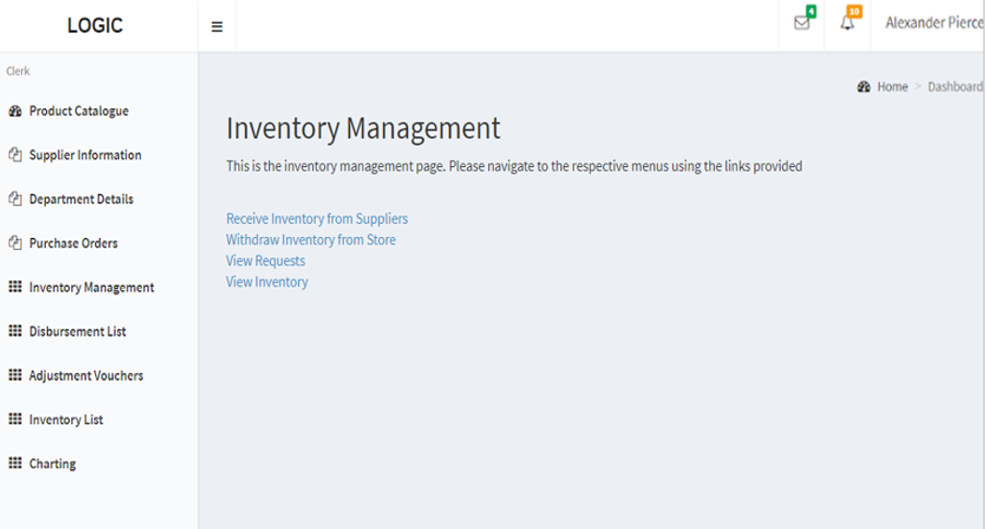 LOGIC
4
10
Alexander Pierce
Clerk
Home > Dashboard
Product Catalogue
Supplier Information
Department Details
Purchase Orders
Inventory Management
Disbursement List
Adjustment Vouchers
Inventory List
Charting
Inventory Management
This is the inventory management page. Please navigate to the respective menus using the links provided
Receive Inventory from Suppliers
Withdraw Inventory from Store
View Requests
View Inventory